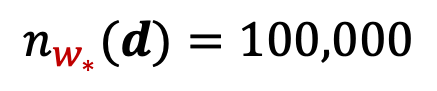 n_{w_*}(d) = 100,000